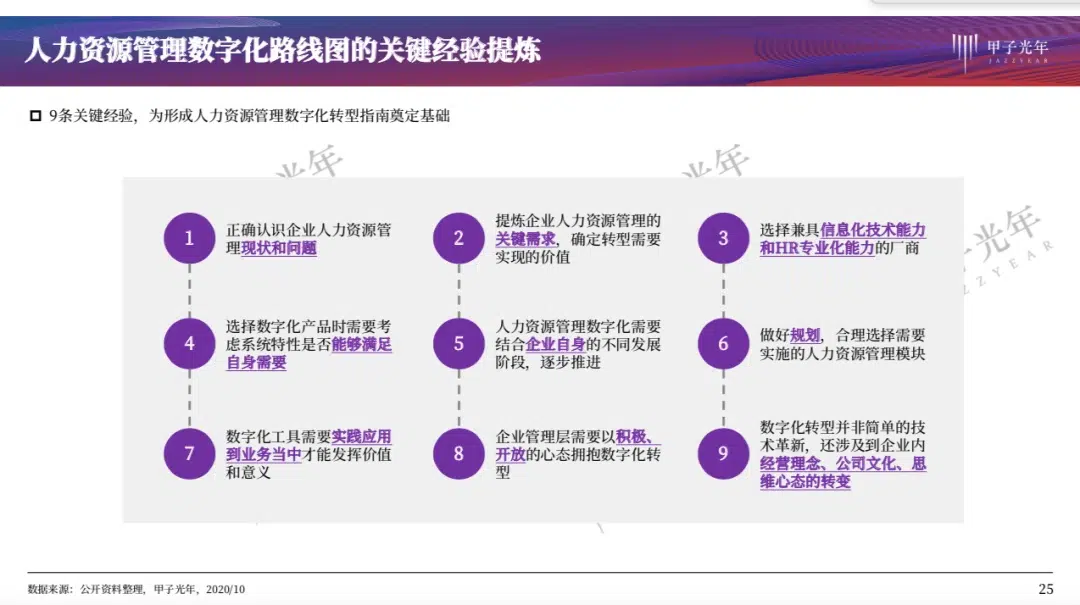 人力资源管理数字化路线图的关键经验提炼
甲子光年
JAZZYEAR
9条关键经验，为形成人力资源管理数字化转型指南奠定基础
1
正确认识企业人力资源管
理现状和问题
2
提炼企业人力资源管理的
关键需求，确定转型需要
实现的价值
3
选择兼具信息化技术能力
和HR专业化能力的厂商
4
选择数字化产品时需要考
虑系统特性是否能够满足
自身需要
5
人力资源管理数字化需要
结合企业自身的不同发展
阶段，逐步推进
6
做好规划，合理选择需要
实施的人力资源管理模块
7
数字化工具需要实践应用
到业务当中才能发挥价值
和意义
8
企业管理层需要以积极、
开放的心态拥抱数字化转
型
9
数字化转型并非简单的技
术革新，还涉及到企业内
经营理念、公司文化、思
维心态的转变
光年
光年
光年
ZZYEAR
数据来源：公开资料整理，甲子光年，2020/10
25